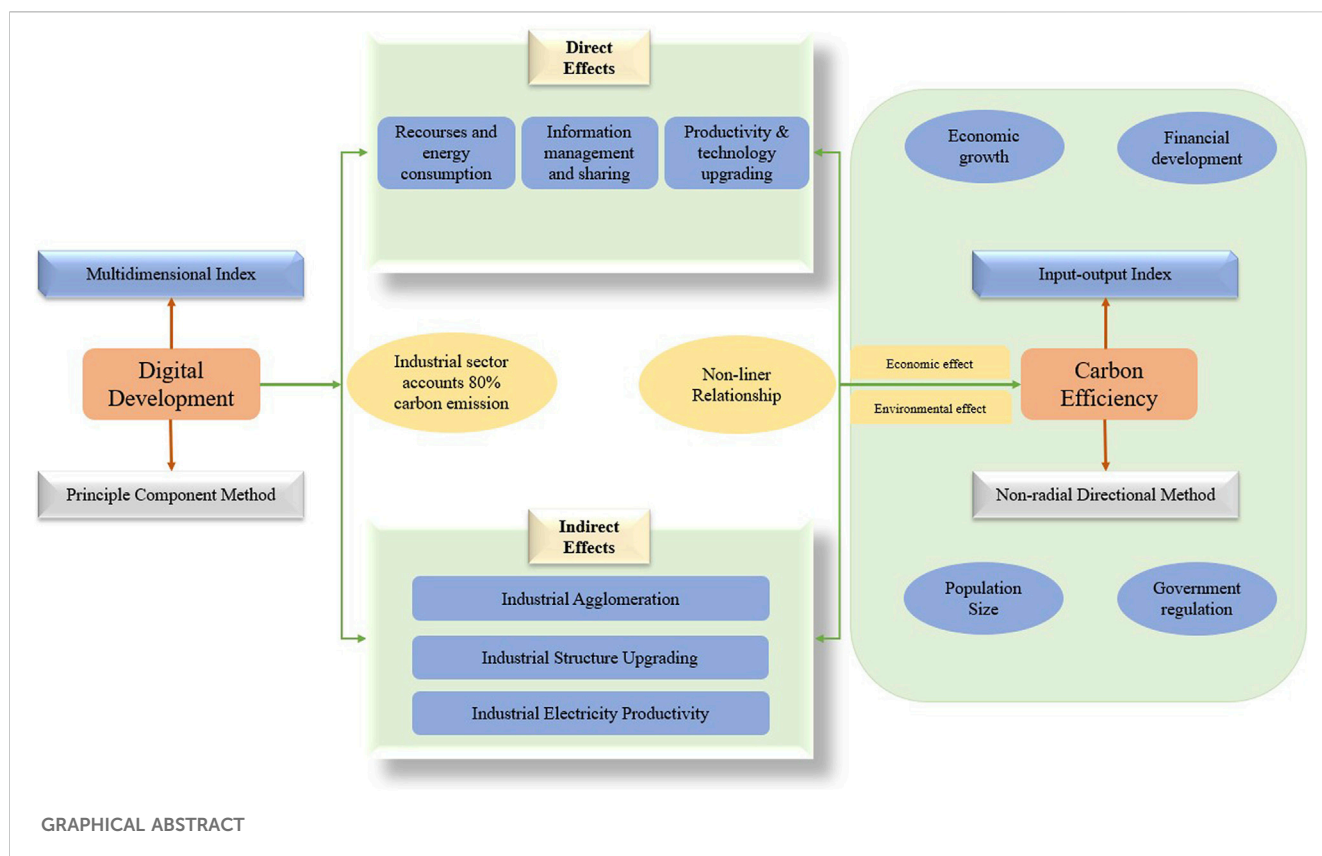 Direct
Effects
Recourses and
energy
consumption
Information
management
and sharing
Productivity &
technology
upgrading
Economic
growth
Financial
development
Multidimensional Index
Input-output Index
Digital
Development
Industrial sector
accounts 80%
carbon emission
Non-liner
Relationship
Economic effect
Environmental effect
Carbon
Efficiency
Principle Component Method
Non-radial Directional Method
Indirect
Effects
Industrial Agglomeration
Industrial Structure Upgrading
Industrial Electricity Productivity
Population
Size
Government
regulation
GRAPHICAL ABSTRACT